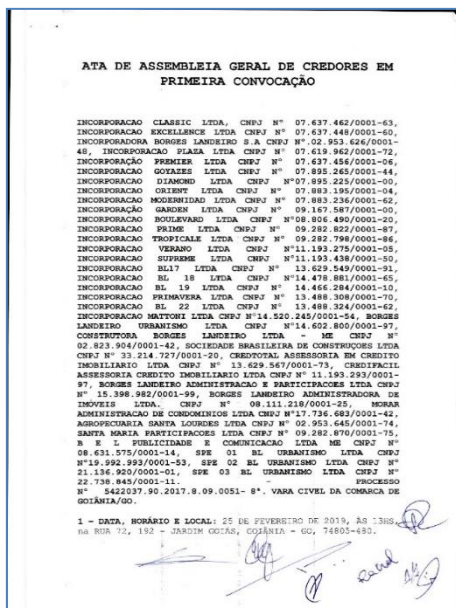 ATA DE ASSEMBLEIA GERAL DE CREDORES EM
PRIMEIRA CONVOCAÇÃO
INCORPORACAO CLASSIC LTDA, CNPJ Nº 07.637.462/0001-63,
INCORPORACAO EXCELLENCE LTDA CNPJ Nº 07.637.448/0001-60,
INCORPORADORA BORGES LANDEIRO S.A CNPJ Nº.02.953.626/0001-
48, INCORPORACAO PLAZA LTDA CNPJ Nº 07.619.962/0001-72,
INCORPORAÇÃO PREMIER LTDA CNPJ Nº07.637.456/0001-06,
INCORPORACAO GOYAZES LTDA CNPJ Nº07.895.265/0001-44,
INCORPORACAO DIAMOND LTDA CNPJ Nº07.895.225/0001-00,
INCORPORACAO ORIENT LTDA CNPJ Nº 07.883.195/0001-04,
INCORPORACAO MODERNIDAD LTDA CNPJ Nº 07.883.236/0001-62,
INCORPORAÇÃO GARDEN LTDA CNPJ Nº 09.167.587/0001-00,
INCORPORACAO BOULEVARD LTDA CNPJ Nº08.806.490/0001-20,
INCORPORACAO PRIME LTDA CNPJ Nº 09.282.822/0001-87,
INCORPORACAO TROPICALE LTDA CNPJ Nº 09.282.798/0001-86,
INCORPORACAO VERANO LTDA CNPJ Nº11.193.275/0001-05,
INCORPORACAO SUPREME LTDA CNPJ Nº11.193.438/0001-50,
INCORPORACAO BL17 LTDA CNPJ Nº 13.629.549/0001-91,
INCORPORACAO BL 18 LTDA CNPJ Nº 14.478.881/0001-65,
INCORPORACAO BL 19 LTDA CNPJ Nº 14.466.284/0001-10,
INCORPORACAO PRIMAVERA LTDA CNPJ Nº 13.488.308/0001-70,
INCORPORACAO BL 22 LTDA CNPJ Nº 13.488.324/0001-62,
INCORPORACAO MATTONI LTDA CNPJ Nº14.520.245/0001-54, BORGES
LANDEIRO URBANISMO LTDA CNPJ Nº14.602.800/0001-97,
CONSTRUTORA BORGES LANDEIRO LTDA - ME CNPJ Nº
02.823.904/0001-42, SOCIEDADE BRASILEIRA DE CONSTRUÇOES LTDA
CNPJ Nº 33.214.727/0001-20, CREDTOTAL ASSESSORIA EM CREDITO
IMOBILIARIO LTDA CNPJ Nº 13.629.567/0001-73, CREDIFACIL
ASSESSORIA CREDITO IMOBILIARIO LTDA CNPJ Nº 11.193.293/0001-
97, BORGES LANDEIRO ADMINISTRACAO E PARTICIPACOES LTDA CNPJ
Nº 15.398.982/0001-99, BORGES LANDEIRO ADMINISTRADORA DE
IMÓVEIS LTDA. CNPJ Nº 08.111.218/0001-25, MORAR
ADMINISTRACAO DE CONDOMINIOS LTDA CNPJ Nº17.736.683/0001-42,
AGROPECUARIA SANTA LOURDES LTDA CNPJ Nº 02.953.645/0001-74,
SANTA MARIA PARTICIPACOES LTDA CNPJ Nº 09.282.870/0001-75,
B E L PUBLICIDADE E COMUNICACAO LTDA ME CNPJ Nº
08.631.575/0001-14, SPE 01 BL URBANISMO LTDA CNPJ
Nº19.992.993/0001-53, SPE 02 BL URBANISMO LTDA CNPJ Nº
21.136.920/0001-01, SPE 03 BL URBANISMO LTDA CNPJ Nº
22.738.845/0001-11. - PROCESSO
Nº 5422037.90.2017.8.09.0051- 8ª. VARA CIVEL DA COMARCA DE
GOIÂNIA/GO.
1 - DATA, HORÁRIO E LOCAL: 25 DE FEVEREIRO DE 2019, ÀS 13HS,
na RUA 72, 192 - JARDIM GOIÁS, GOIÂNIA - GO, 74805-480.